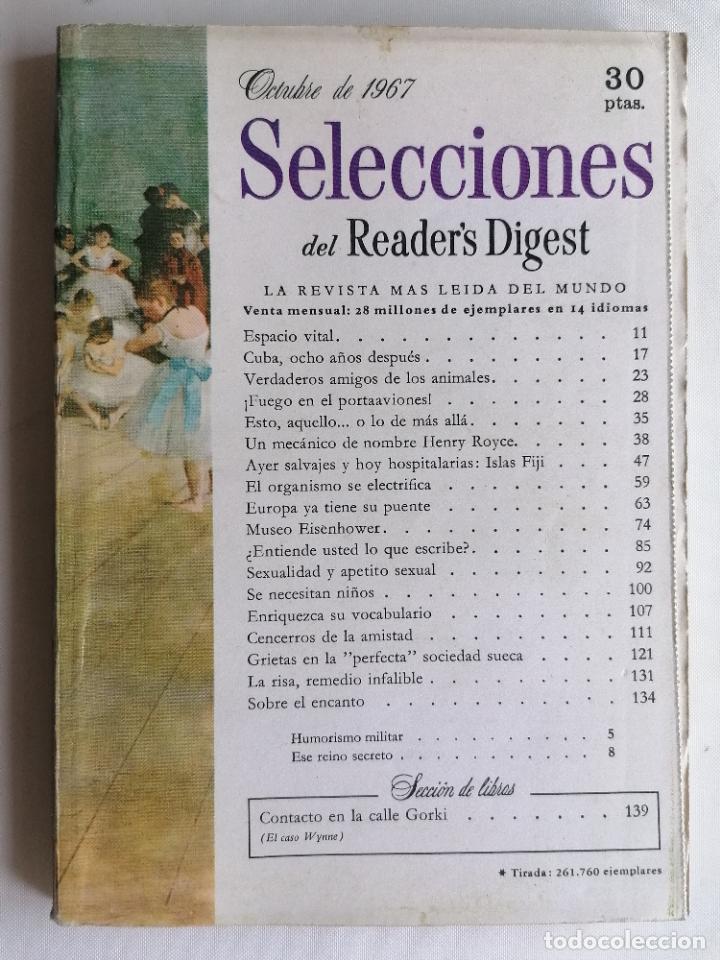 Octubre de 1967
30
ptas.
Selecciones
del Reader's Digest
LA REVISTA MAS LEIDA DEL MUNDO
Venta mensual: 28 millones de ejemplares en 14 idiomas
Espacio vital. . . . . . . . . . . . . 11
Cuba, ocho años después . . . . . . . . . 17
Verdaderos amigos de los animales. . . . . . 23
¡Fuego en el portaaviones! . . . . . . . . 28
Esto, aquello... o lo de más allá. . . . . . . 35
Un mecánico de nombre Henry Royce. . . . . 38
Ayer salvajes y hoy hospitalarias: Islas Fiji . . . 47
El organismo se electrifica . . . . . . . . 59
Europa ya tiene su puente . . . . . . . . 63
Museo Eisenhower. . . . . . . . . . . 74
¿Entiende usted lo que escribe?. . . . . . . 85
Sexualidad y apetito sexual . . . . . . . . 92
Se necesitan niños . . . . . . . . . . . 100
Enriquezca su vocabulario . . . . . . . . 107
Cencerros de la amistad . . . . . . . . . 111
Grietas en la "perfecta" sociedad sueca . . . . 121
La risa, remedio infalible . . . . . . . . . 131
Sobre el encanto . . . . . . . . . . . 134
Humorismo militar . . . . . . . . . . 5
Ese reino secreto . . . . . . . . . . . 8
Sección de libros
Contacto en la calle Gorki . . . . . . . 139
(El caso Wynne)
* Tirada: 261.760 ejemplares
todocoleccion